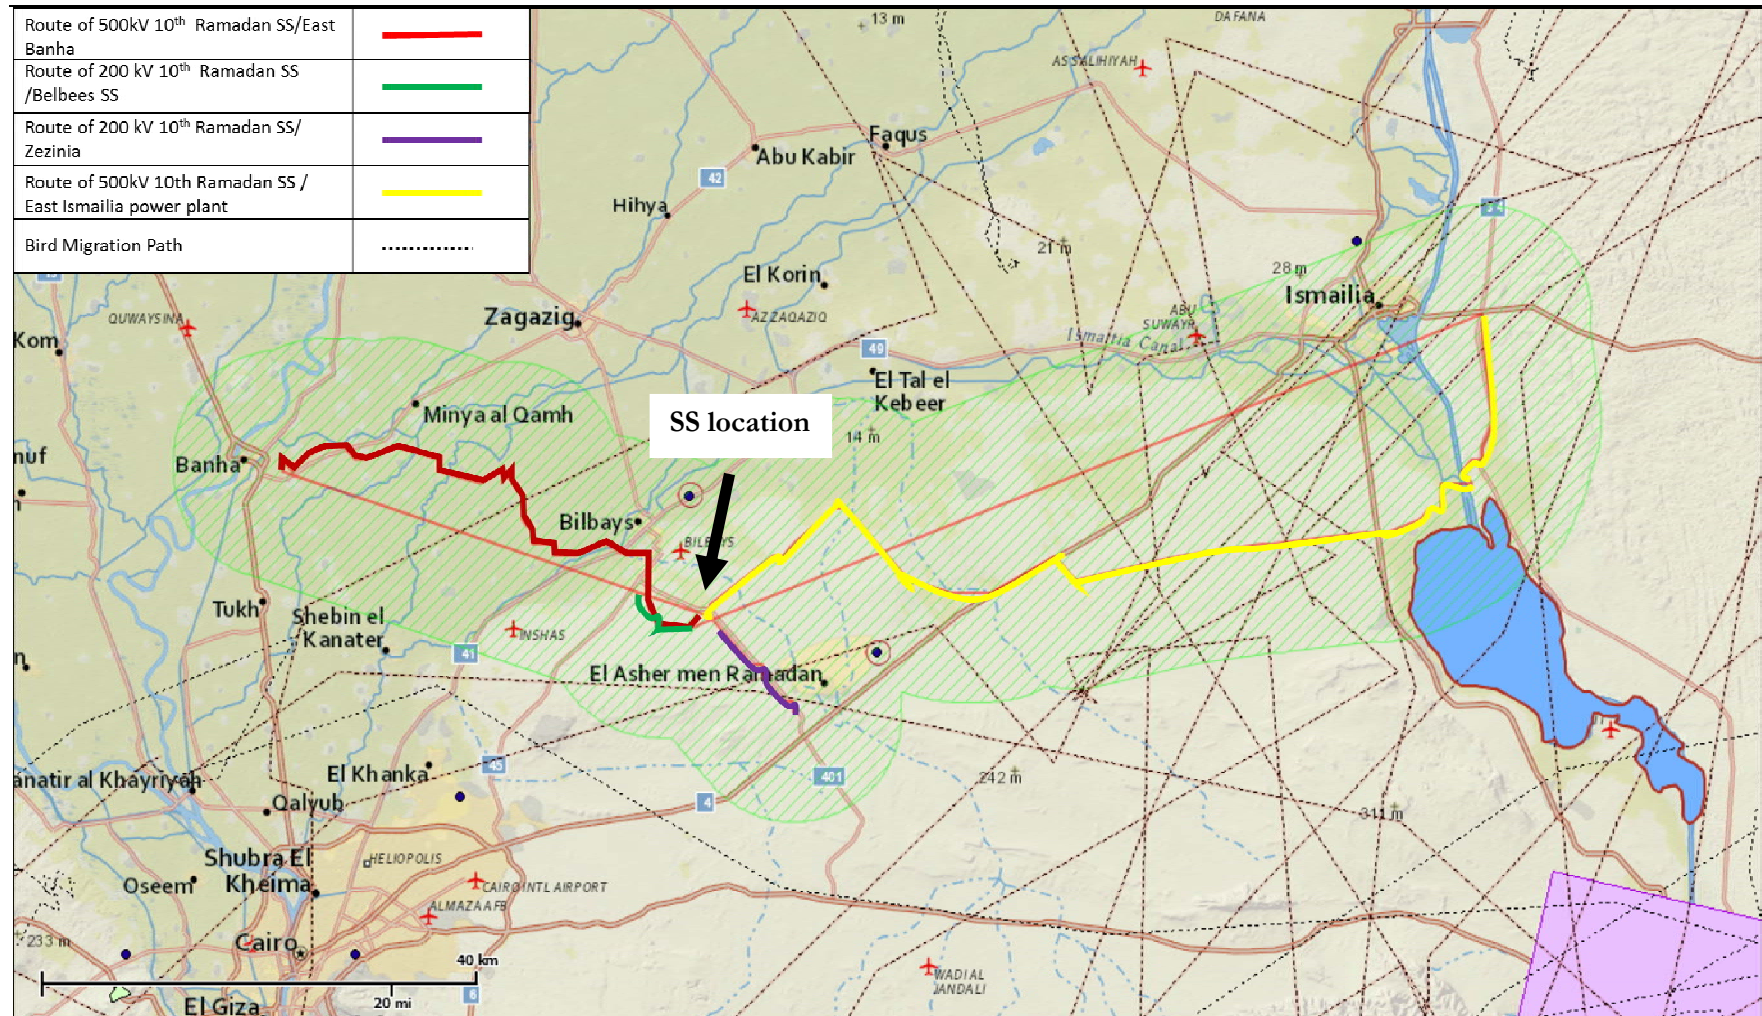 Route of 500kV 10th Ramadan SS/East
Banha
Route of 200 kV 10th Ramadan SS
/Belbees SS
Route of 200 kV 10th Ramadan SS/
Zezinia
Route of 500kV 10th Ramadan SS /
East Ismailia power plant
Bird Migration Path
13 m
DAFANA
AS SALIHIYAH
Faqus
Abu Kabir
42
Hihya
21 m
El Korin
28 m
Ismailia
QUWAYSINA
Zagazig
AZZAQAZIQ
ABU
SUWAYR
Kom
Ismailia Canal
49
El Tal el
Kebeer
Minya al Qamh
SS location
14 m
nuf
Banha
Bilbays
BILBAYS
Tukh
Shebin el
Kanater
INSHAS
41
El Asher men Ramadan
45
anatir al Khayriyah
El Khanka
401
242 m
Qalyub
4
311 m
Shubra El
Kheima
HELIOPOLIS
Oseem
CAIRO INTL AIRPORT
ALMAZA AFB
233 m
Cairo
40 km
WADI AL
JANDALI
20 mi
6
El Giza